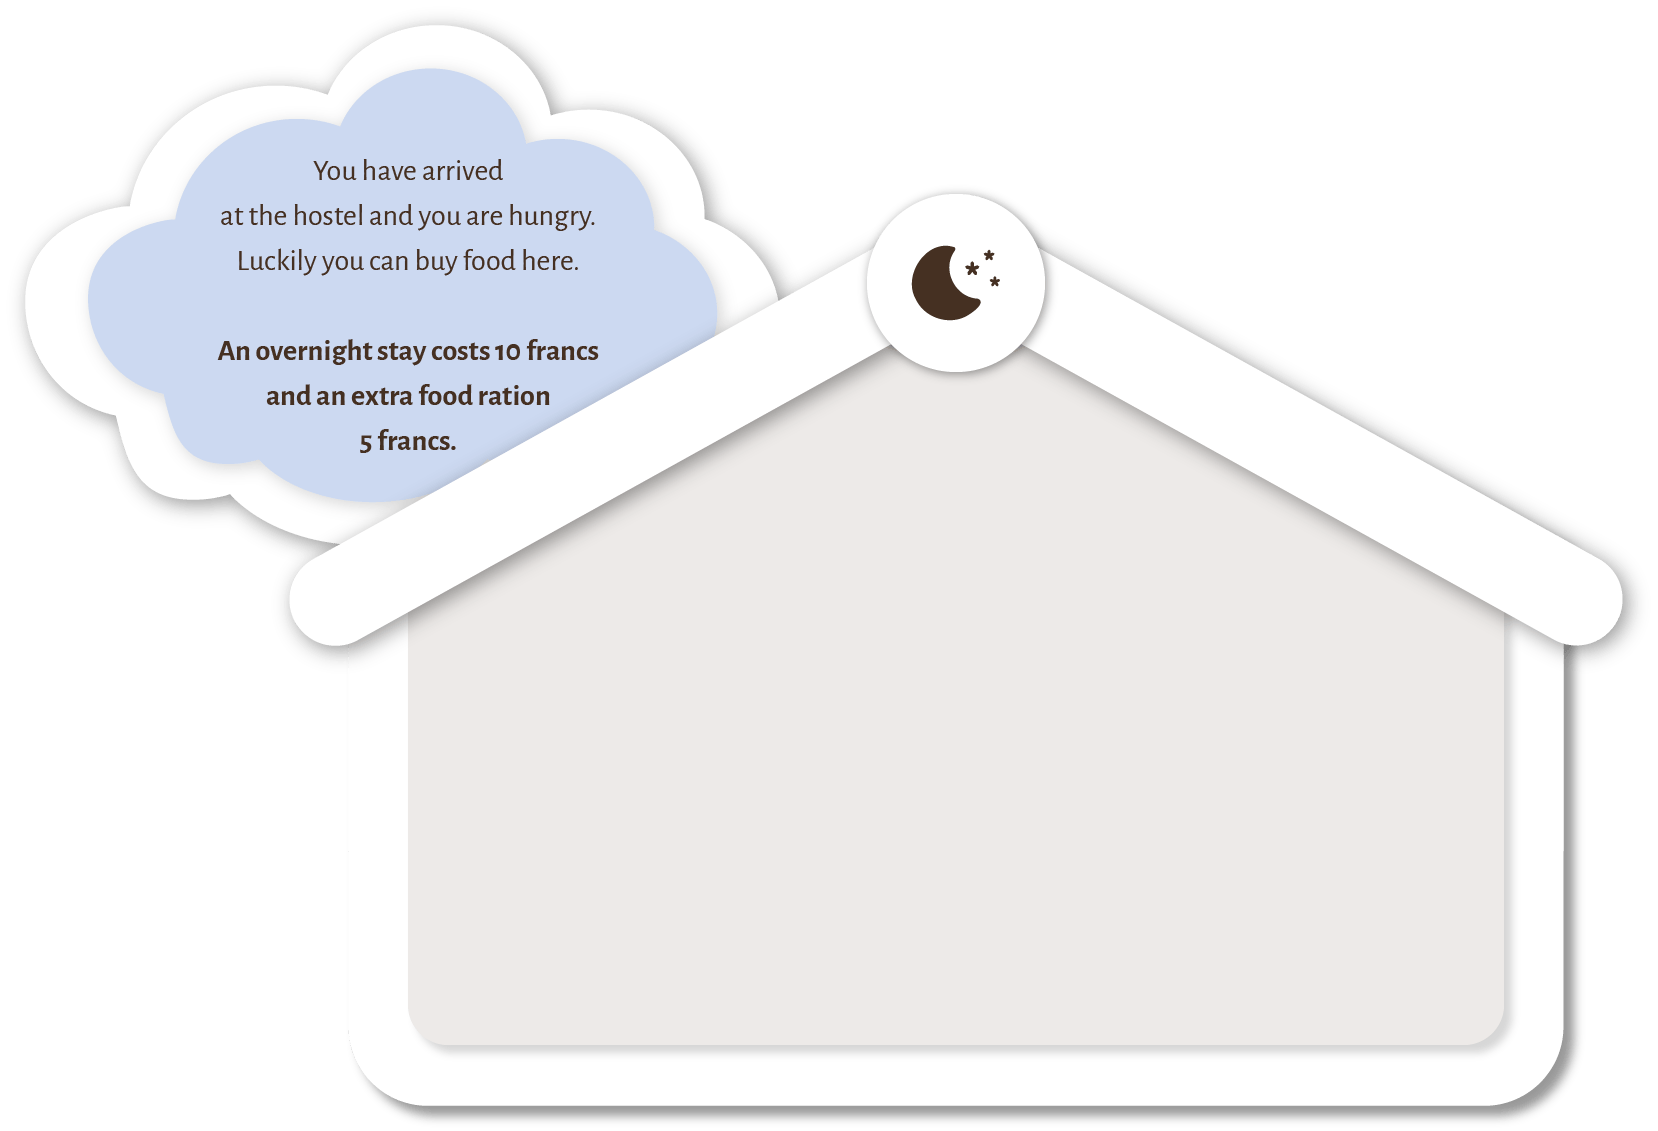 You have arrived
at the hostel and you are hungry.
Luckily you can buy food here.
An overnight stay costs 10 francs
and an extra food ration
5 francs.